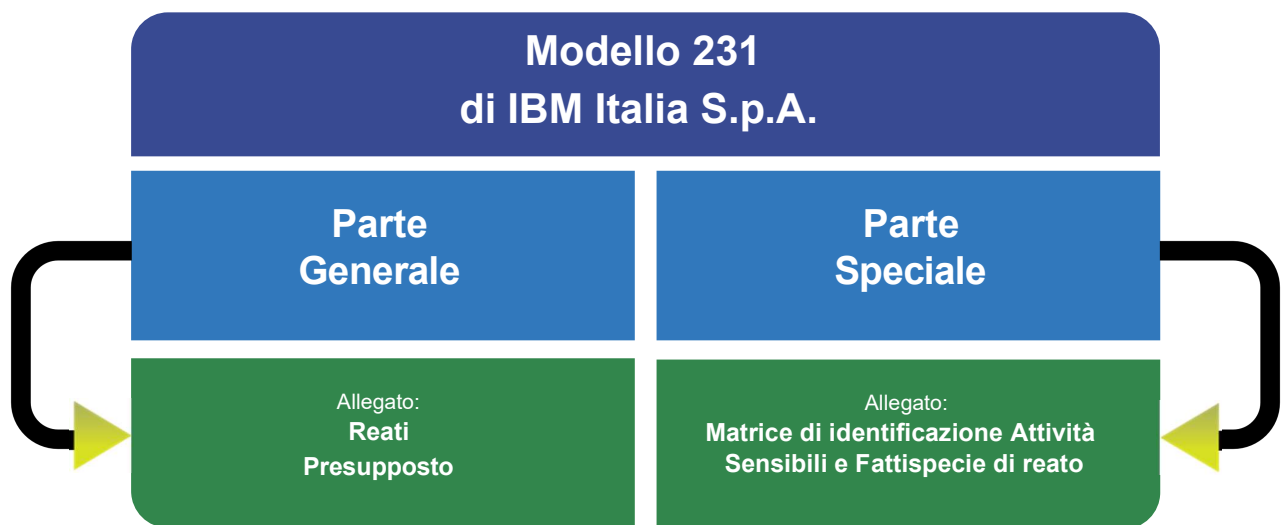 Modello 231
di IBM Italia S.p.A.
Parte
Generale
Parte
Speciale
Allegato:
Reati
Presupposto
Allegato:
Matrice di identificazione Attività
Sensibili e Fattispecie di reato